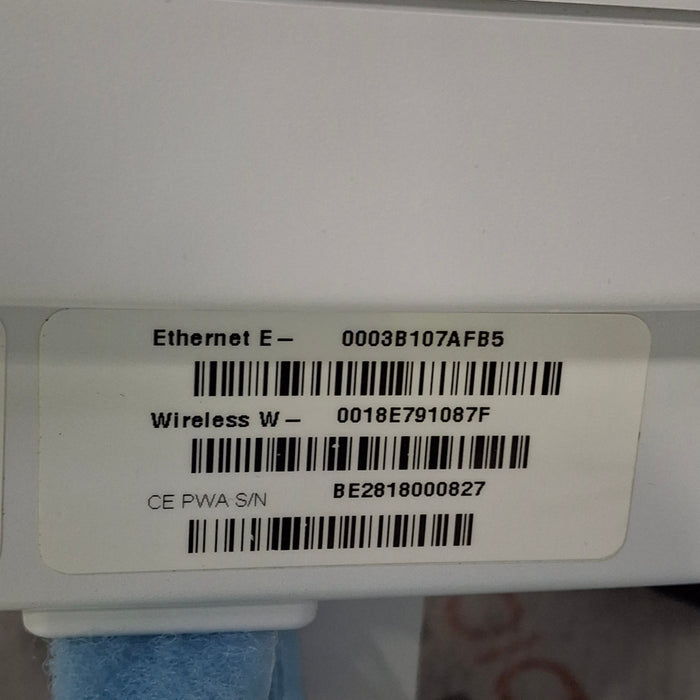 Ethernet E– 0003B107AFB5
Wireless W– 0018E791087F
CE PWA S/N BE2818000827